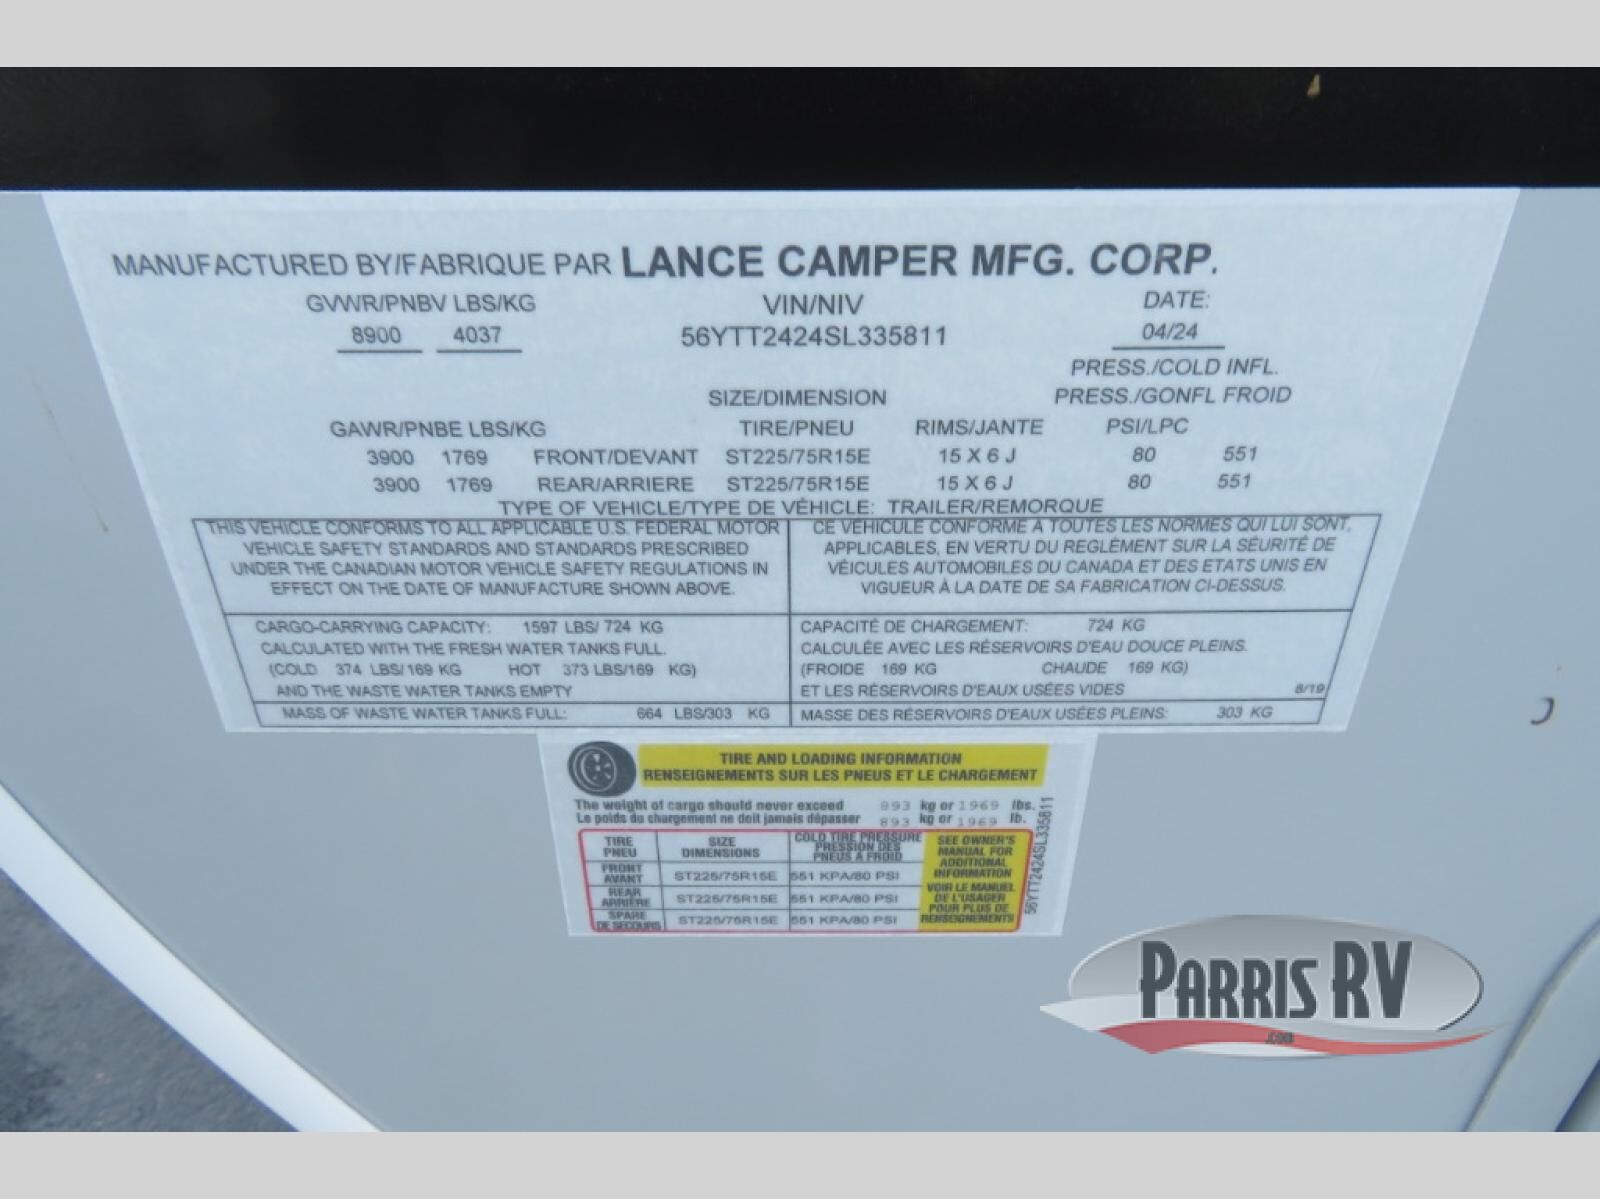 MANUFACTURED BY/FABRIQUE PAR LANCE CAMPER MFG. CORP.
GVWR/PNBV LBS/KG VIN/NIV DATE:
8900 4037 56YTT2424SL335811 04/24
PRESS./COLD INFL.
SIZE/DIMENSION PRESS./GONFL FROID
GAWR/PNBE LBS/KG TIRE/PNEU RIMS/JANTE PSI/LPC
3900 1769 FRONT/DEVANT ST225/75R15E 15 X 6 J 80 551
3900 1769 REAR/ARRIERE ST225/75R15E 15 X 6 J 80 551
TYPE OF VEHICLE/TYPE DE VÉHICLE: TRAILER/REMORQUE
THIS VEHICLE CONFORMS TO ALL APPLICABLE U.S. FEDERAL MOTOR
VEHICLE SAFETY STANDARDS AND STANDARDS PRESCRIBED
UNDER THE CANADIAN MOTOR VEHICLE SAFETY REGULATIONS IN
EFFECT ON THE DATE OF MANUFACTURE SHOWN ABOVE.
CE VÉHICULE CONFORME A TOUTES LES NORMES QUI LUI SONT,
APPLICABLES, EN VERTU DU REGLÈMENT SUR LA SÉURITÉ DE
VÉICULES AUTOMOBILES DU CANADA ET DES ETATS UNIS EN
VIGUEUR À LA DATE DE SA FABRICATION CI-DESSUS.
CARGO-CARRYING CAPACITY: 1597 LBS/ 724 KG
CALCULATED WITH THE FRESH WATER TANKS FULL.
(COLD 374 LBS/169 KG HOT 373 LBS/169 KG)
AND THE WASTE WATER TANKS EMPTY
CAPACITÉ DE CHARGEMENT: 724 KG
CALCULÉE AVEC LES RÉSERVOIRS D'EAU DOUCE PLEINS.
(FROIDE 169 KG CHAUDE 169 KG)
ET LES RÉSERVOIRS D'EAUX USÉES VIDES 8/19
MASS OF WASTE WATER TANKS FULL: 664 LBS/303 KG
MASSE DES RÉSERVOIRS D'EAUX USÉES PLEINS: 303 KG
TIRE AND LOADING INFORMATION
RENSEIGNEMENTS SUR LES PNEUS ET LE CHARGEMENT
The weight of cargo should never exceed 893 kg or 1969 lbs.
Le poids du chargement ne doit jamais dépasser 893 kg or 1969 lb.
TIRE
PNEU
SIZE
DIMENSIONS
COLD TIRE PRESSURE
PRESSION DES
PNEUS A FROID
FRONT
AVANT
ST225/75R15E 551 KPA/80 PSI
REAR
ARRIÈRE
ST225/75R15E 551 KPA/80 PSI
SPARE
DE SECOURS
ST225/75R15E 551 KPA/80 PSI
SEE OWNER'S
MANUAL FOR
ADDITIONAL
INFORMATION
VOIR LE MANUEL
DE L'USAGER
POUR PLUS DE
RENSEIGNEMENTS
56YTT2424SL335811
PARRIS RV
.COM